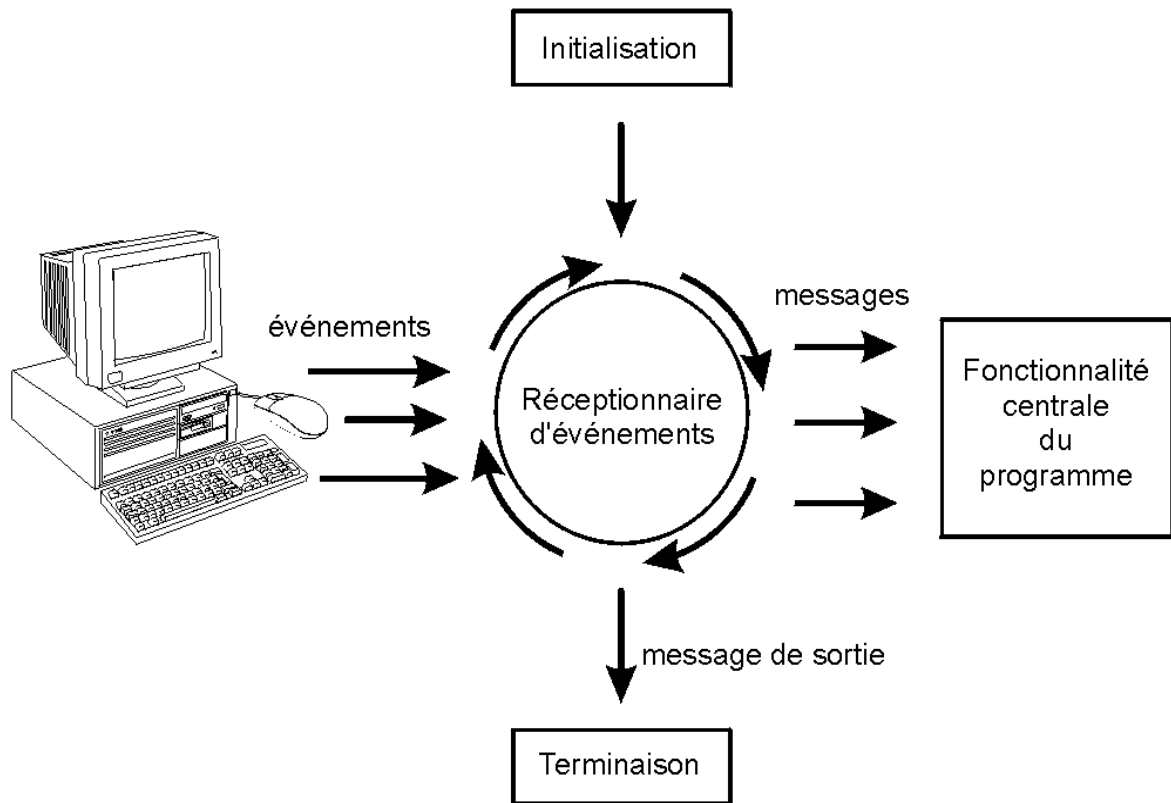 Initialisation
événements
messages
Réceptionnaire
d'événements
Fonctionnalité
centrale
du
programme
message de sortie
Terminaison